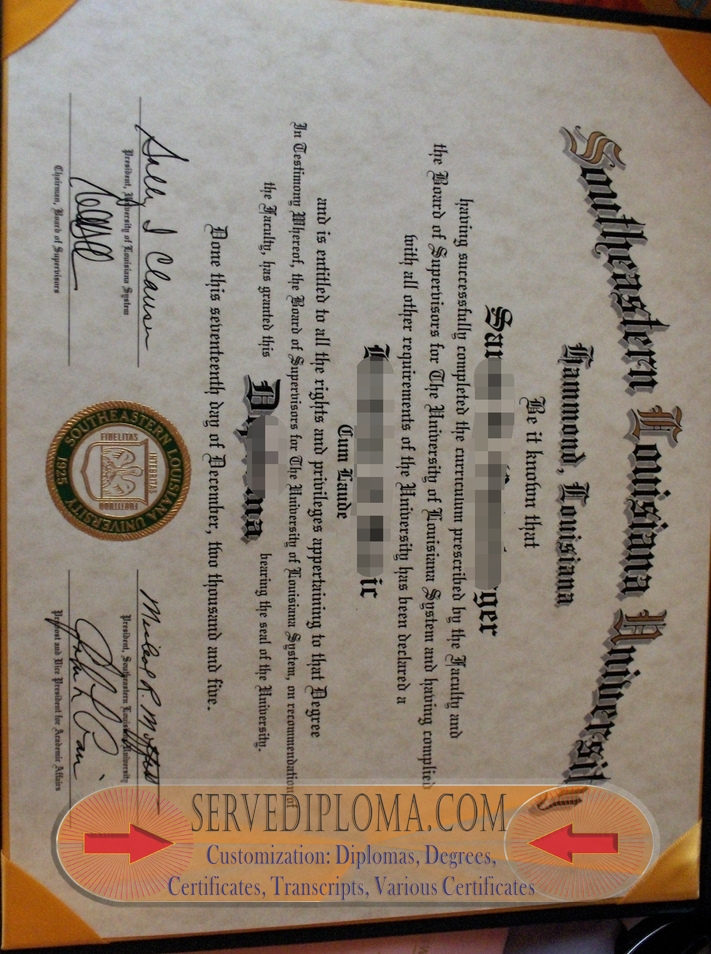 Southeastern Louisiana University
Hammond, Louisiana
Be it known that
having successfully completed the curriculum prescribed by the Faculty and
the Board of Supervisors for The University of Louisiana System and having complied
with all other requirements of the University has been declared a
Cum Laude
and is entitled to all the rights and privileges appertaining to that Degree
In Testimony Whereof, the Board of Supervisors for The University of Louisiana System, on recommendation of
the Faculty, has granted this
bearing the seal of the University.
Done this seventeenth day of December, two thousand and five.
Sally I Clausen
President, University of Louisiana System
Chairman, Board of Supervisors
SOUTHEASTERN LOUISIANA UNIVERSITY
FIDELITAS
INTEGRITAS
FORTITUDO
1925
President, Southeastern Louisiana University
Provost and Vice President for Academic Affairs
SERVEDIPLOMA.COM
Customization: Diplomas, Degrees,
Certificates, Transcripts, Various Certificates